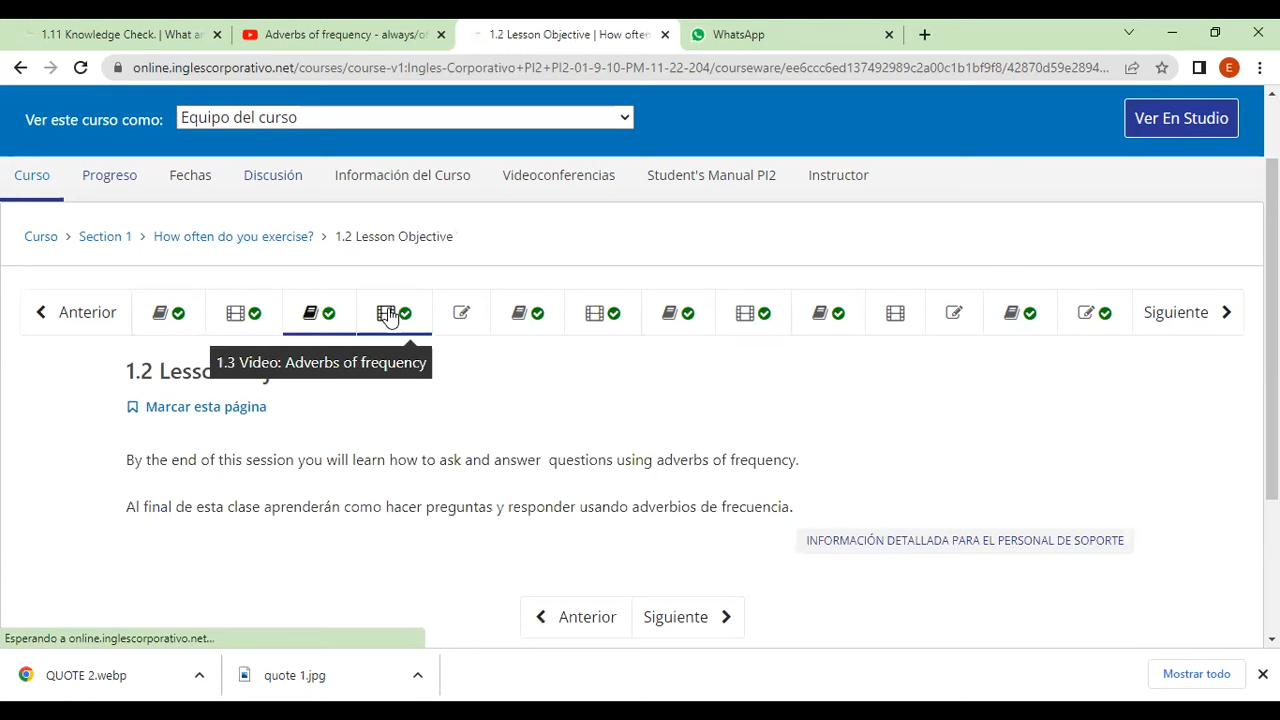 1.11 Knowledge Check. | What ar
Adverbs of frequency - always/of
1.2 Lesson Objective | How often
WhatsApp
online.inglescorporativo.net/courses/course-v1:Ingles-Corporativo+PI2+PI2-01-9-10-PM-11-22-204/courseware/ee6ccc6ed137492989c2a00c1b1bf9f8/42870d59e2894...
E
Ver este curso como:
Equipo del curso
Ver En Studio
Curso
Progreso
Fechas
Discusión
Información del Curso
Videoconferencias
Student's Manual PI2
Instructor
Curso > Section 1 > How often do you exercise? > 1.2 Lesson Objective
Anterior
Siguiente
1.3 Video: Adverbs of frequency
1.2 Less
Marcar esta página
By the end of this session you will learn how to ask and answer questions using adverbs of frequency.
Al final de esta clase aprenderán como hacer preguntas y responder usando adverbios de frecuencia.
INFORMACIÓN DETALLADA PARA EL PERSONAL DE SOPORTE
Anterior
Siguiente
Esperando a online.inglescorporativo.net...
QUOTE 2.webp
quote 1.jpg
Mostrar todo